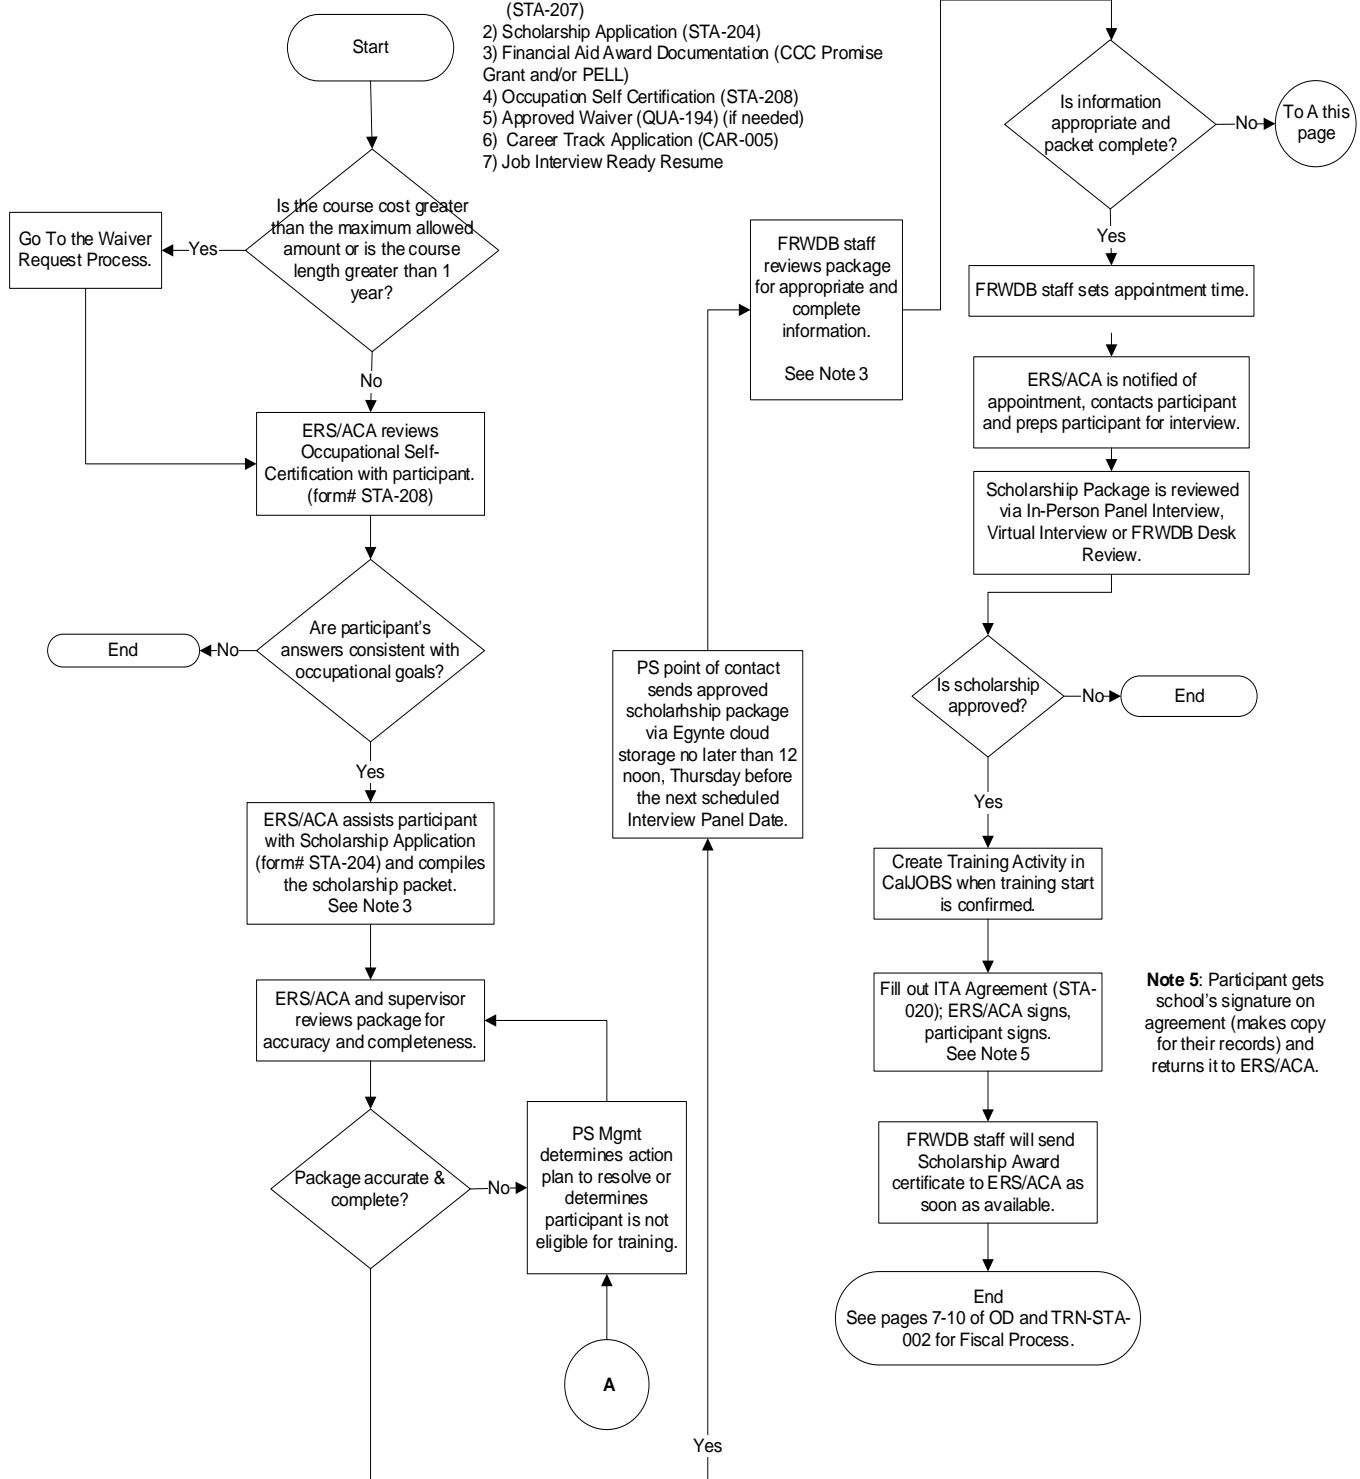 Start
(STA-207)
2) Scholarship Application (STA-204)
3) Financial Aid Award Documentation (CCC Promise
Grant and/or PELL)
4) Occupation Self Certification (STA-208)
5) Approved Waiver (QUA-194) (if needed)
6) Career Track Application (CAR-005)
7) Job Interview Ready Resume
Is the course cost greater
than the maximum allowed
amount or is the course
length greater than 1
year?
Yes
Go To the Waiver
Request Process.
No
ERS/ACA reviews
Occupational Self-
Certification with participant.
(form# STA-208)
Are participant's
answers consistent with
occupational goals?
No
End
Yes
ERS/ACA assists participant
with Scholarship Application
(form# STA-204) and compiles
the scholarship packet.
See Note 3
ERS/ACA and supervisor
reviews package for
accuracy and completeness.
Package accurate &
complete?
No
PS Mgmt
determines action
plan to resolve or
determines
participant is not
eligible for training.
A
Yes
PS point of contact
sends approved
scholarhship package
via Egynte cloud
storage no later than 12
noon, Thursday before
the next scheduled
Interview Panel Date.
FRWDB staff
reviews package
for appropriate and
complete
information.
See Note 3
Is information
appropriate and
packet complete?
No
To A this
page
Yes
FRWDB staff sets appointment time.
ERS/ACA is notified of
appointment, contacts participant
and preps participant for interview.
Scholarshiip Package is reviewed
via In-Person Panel Interview,
Virtual Interview or FRWDB Desk
Review.
Is scholarship
approved?
No
End
Yes
Create Training Activity in
CalJOBS when training start
is confirmed.
Fill out ITA Agreement (STA-
020); ERS/ACA signs,
participant signs.
See Note 5
Note 5: Participant gets
school's signature on
agreement (makes copy
for their records) and
returns it to ERS/ACA.
FRWDB staff will send
Scholarship Award
certificate to ERS/ACA as
soon as available.
End
See pages 7-10 of OD and TRN-STA-
002 for Fiscal Process.